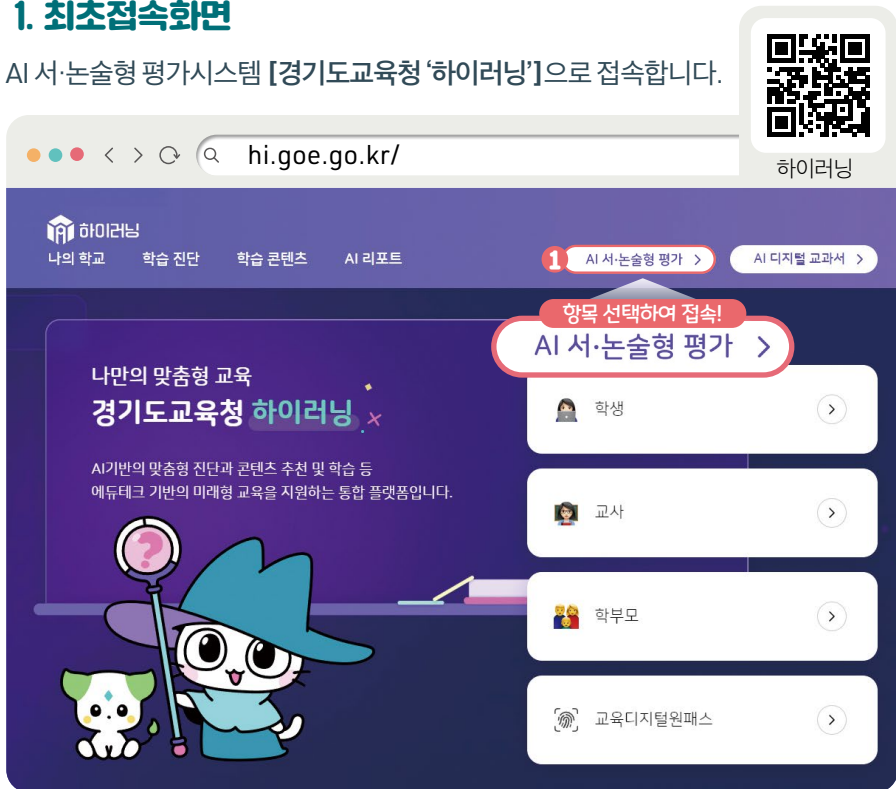 1. 최초접속화면
AI 서·논술형 평가시스템 [경기도교육청 ‘하이러닝’]으로 접속합니다.
하이러닝
hi.goe.go.kr/
하이러닝
나의 학교 학습 진단 학습 콘텐츠 AI 리포트
1 AI 서·논술형 평가 > AI 디지털 교과서 >
항목 선택하여 접속!
AI 서·논술형 평가 >
나만의 맞춤형 교육
경기도교육청 하이러닝
AI기반의 맞춤형 진단과 콘텐츠 추천 및 학습 등
에듀테크 기반의 미래형 교육을 지원하는 통합 플랫폼입니다.
?
학생
교사
학부모
교육디지털원패스